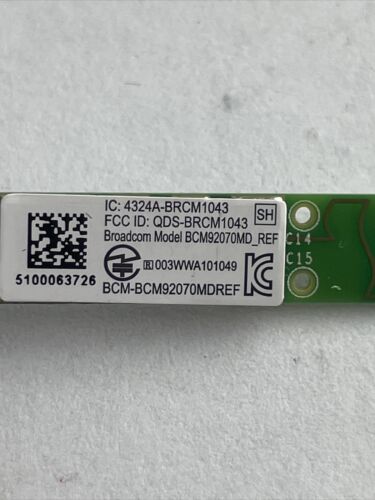 IC: 4324A-BRCM1043
FCC ID: QDS-BRCM1043
SH
Broadcom Model BCM92070MD_REF
R 003WWA101049
5100063726
BCM-BCM92070MDREF
C14
C15